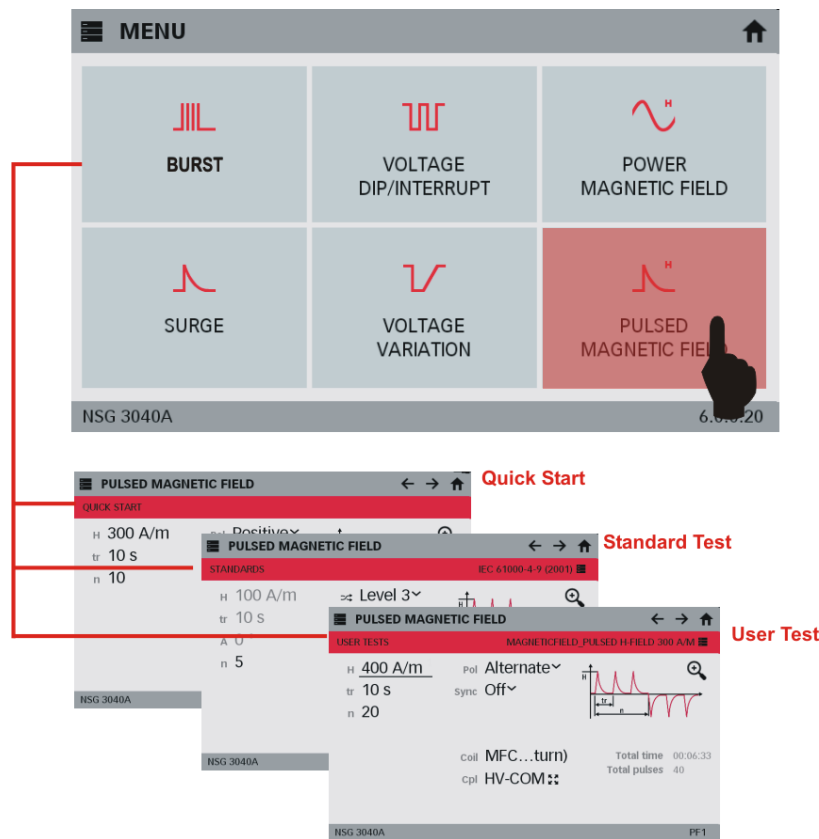 MENU
BURST
VOLTAGE
DIP/INTERRUPT
POWER
MAGNETIC FIELD
H
SURGE
VOLTAGE
VARIATION
PULSED
MAGNETIC FIEL
H
NSG 3040A
PULSED MAGNETIC FIELD
Quick Start
QUICK START
H 300 A/m
Positive
tr 10 s
n 10
NSG 3040A
PULSED MAGNETIC FIELD
Standard Test
STANDARDS IEC 61000-4-9 (2001)
H 100 A/m
Level 3
H
tr 10 s
A 0
n 5
NSG 3040A
PULSED MAGNETIC FIELD
User Test
USER TESTS MAGNETICFIELD_PULSED H-FIELD 300 A/M
H 400 A/m Pol Alternate
tr 10 s Sync Off
n 20
H
tr
n
Coil MFC...turn) Total time 00:06:33
Cpl HV-COM Total pulses 40
NSG 3040A PF1